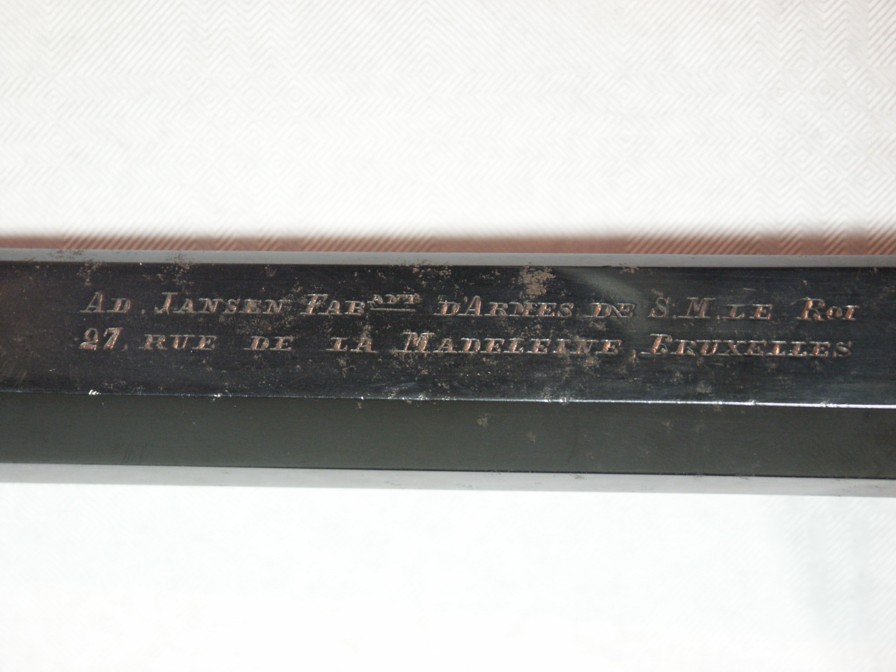 AD. JANSEN FABANT D'ARMES DE S.M. LE ROI
27, RUE DE LA MADELEINE, BRUXELLES